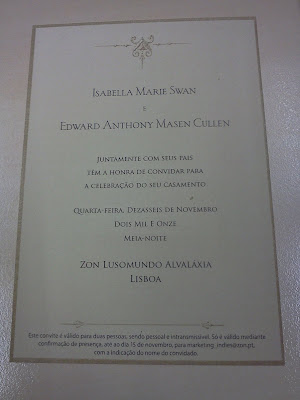 Isabella Marie Swan
e
Edward Anthony Masen Cullen
Juntamente com seus pais
têm a honra de convidar para
a celebração do seu casamento
Quarta-feira, Dezasseis de Novembro
Dois Mil e Onze
Meia-noite
Zon Lusomundo Alvaláxia
Lisboa
Este convite é válido para duas pessoas, sendo pessoal e intransmissível. Só é válido mediante
confirmação de presença, até ao dia 15 de novembro, para marketing_indies@zon.pt,
com a indicação do nome do convidado.